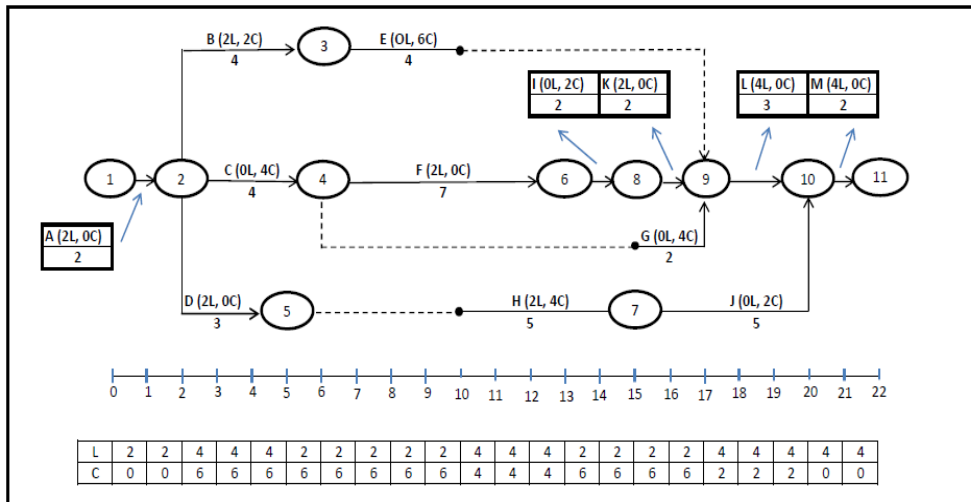 B (2L, 2C)
4
3
E (OL, 6C)
4
I (0L, 2C) K (2L, 0C)
2 2
L (4L, 0C) M (4L, 0C)
3 2
1
2
C (0L, 4C)
4
4
F (2L, 0C)
7
6
8
9
10
11
A (2L, 0C)
2
G (0L, 4C)
2
D (2L, 0C)
3
5
H (2L, 4C)
5
7
J (0L, 2C)
5
0 1 2 3 4 5 6 7 8 9 10 11 12 13 14 15 16 17 18 19 20 21 22
L 2 2 4 4 4 2 2 2 2 2 4 4 4 2 2 2 2 4 4 4 4 4
C 0 0 6 6 6 6 6 6 6 6 4 4 4 6 6 6 6 2 2 2 0 0